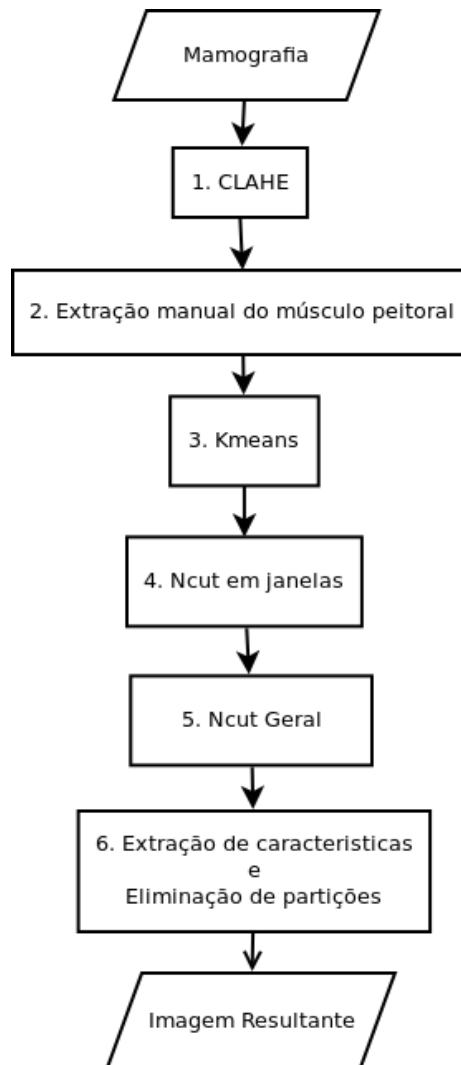 Mamografia
1. CLAHE
2. Extração manual do músculo peitoral
3. Kmeans
4. Ncut em janelas
5. Ncut Geral
6. Extração de caracteristicas
e
Eliminação de partições
Imagem Resultante